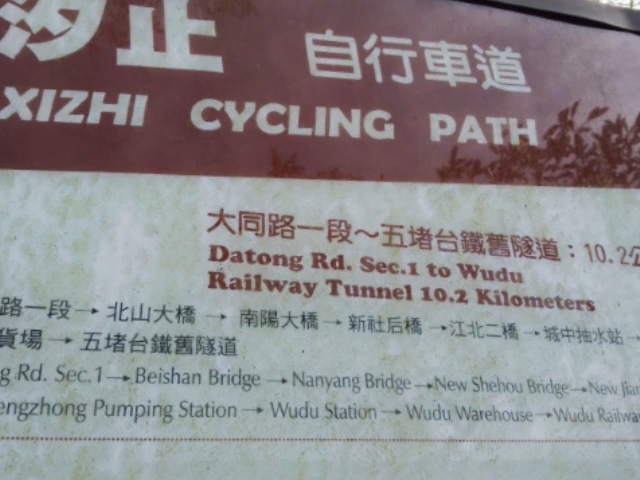 汐止 自行車道
XIZHI CYCLING PATH
大同路一段～五堵台鐵舊隧道：10.2公
Datong Rd. Sec.1 to Wudu
Railway Tunnel 10.2 Kilometers
路一段→北山大橋→南陽大橋→新社后橋→江北二橋→城中抽水站→
貨場→五堵台鐵舊隧道
g Rd. Sec.1→Beishan Bridge→Nanyang Bridge→New Shehou Bridge→New Jian
engzhong Pumping Station→Wudu Station→Wudu Warehouse→Wudu Railwa